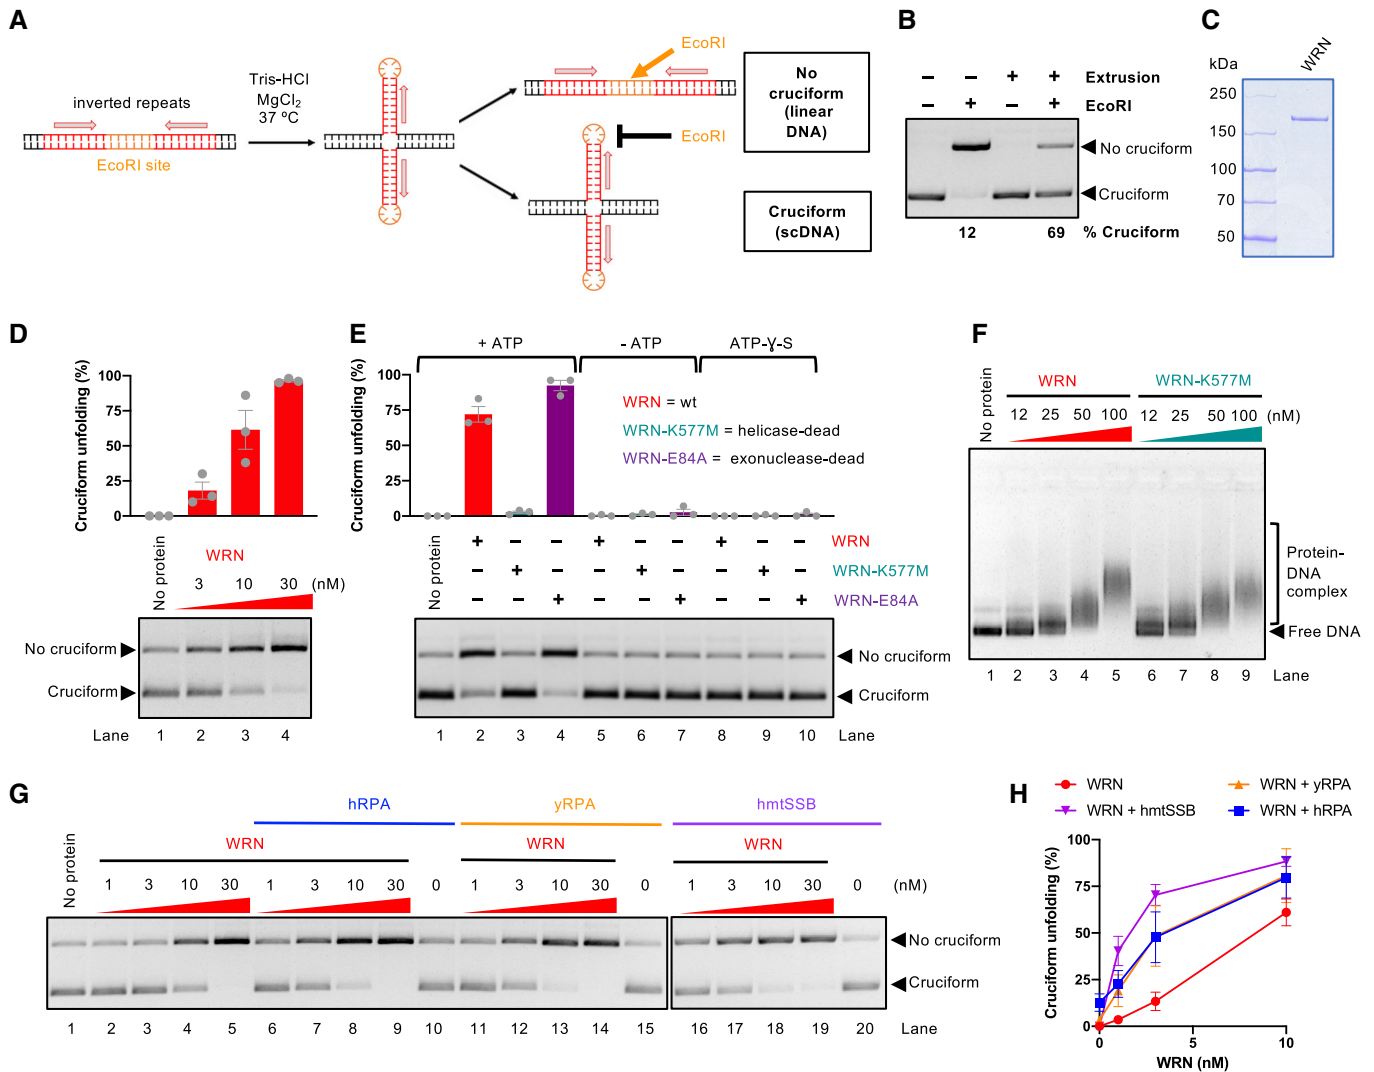 A
inverted repeats
EcoRI site
Tris-HCl
MgCl₂
37 ºC
EcoRI
EcoRI
No
cruciform
(linear
DNA)
Cruciform
(scDNA)
B
– – + + Extrusion
– + – + EcoRI
No cruciform
Cruciform
12 69 % Cruciform
C
WRN
kDa
250
150
100
70
50
D
Cruciform unfolding (%)
100
75
50
25
0
No protein
WRN
3 10 30 (nM)
No cruciform
Cruciform
Lane 1 2 3 4
E
+ ATP - ATP ATP-Ɣ-S
Cruciform unfolding (%)
100
75
50
25
0
WRN = wt
WRN-K577M = helicase-dead
WRN-E84A = exonuclease-dead
No protein
+ – – + – – + – – WRN
– + – – + – – + – WRN-K577M
– – + – – + – – + WRN-E84A
No cruciform
Cruciform
1 2 3 4 5 6 7 8 9 10 Lane
F
No protein
WRN WRN-K577M
12 25 50 100 12 25 50 100 (nM)
Protein-
DNA
complex
Free DNA
1 2 3 4 5 6 7 8 9 Lane
G
hRPA yRPA hmtSSB
No protein
WRN WRN WRN
1 3 10 30 1 3 10 30 0 1 3 10 30 0 1 3 10 30 0 (nM)
No cruciform
Cruciform
1 2 3 4 5 6 7 8 9 10 11 12 13 14 15 16 17 18 19 20 Lane
H
WRN WRN + yRPA
WRN + hmtSSB WRN + hRPA
Cruciform unfolding (%)
100
75
50
25
0
0 5 10
WRN (nM)